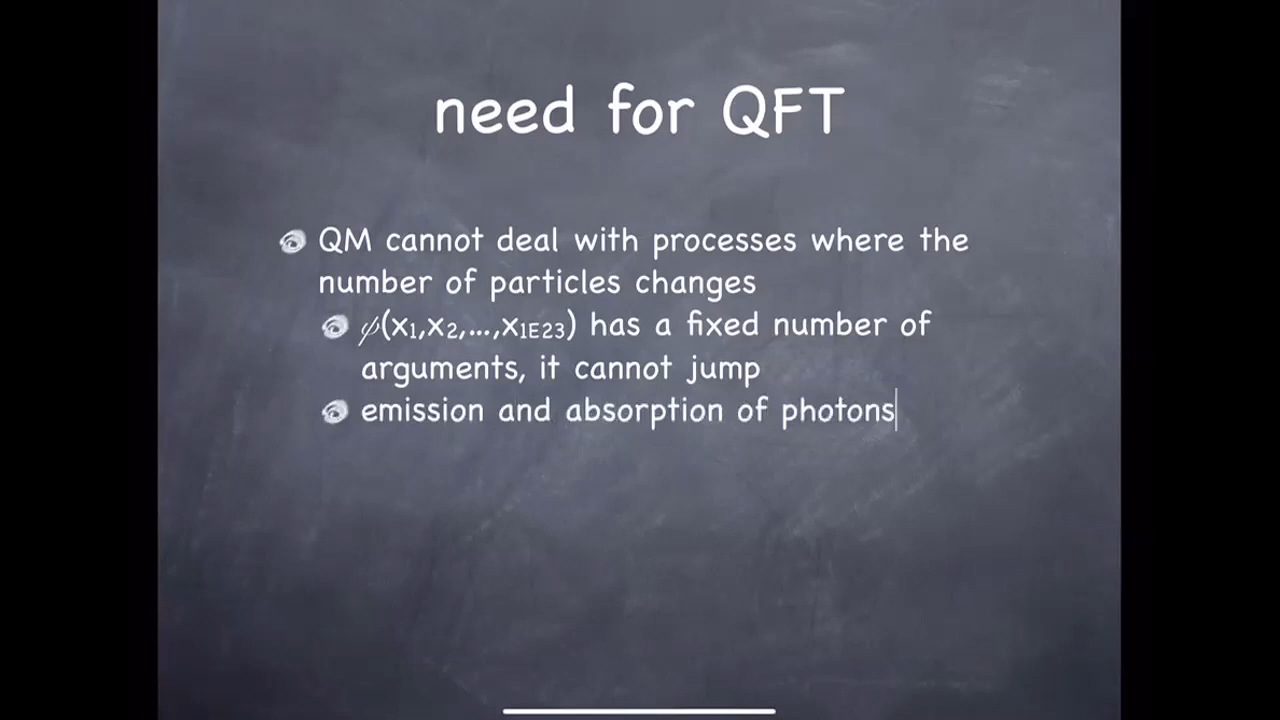 need for QFT
QM cannot deal with processes where the
number of particles changes
𝜓(x₁,x₂,...,x₁E₂₃) has a fixed number of
arguments, it cannot jump
emission and absorption of photons